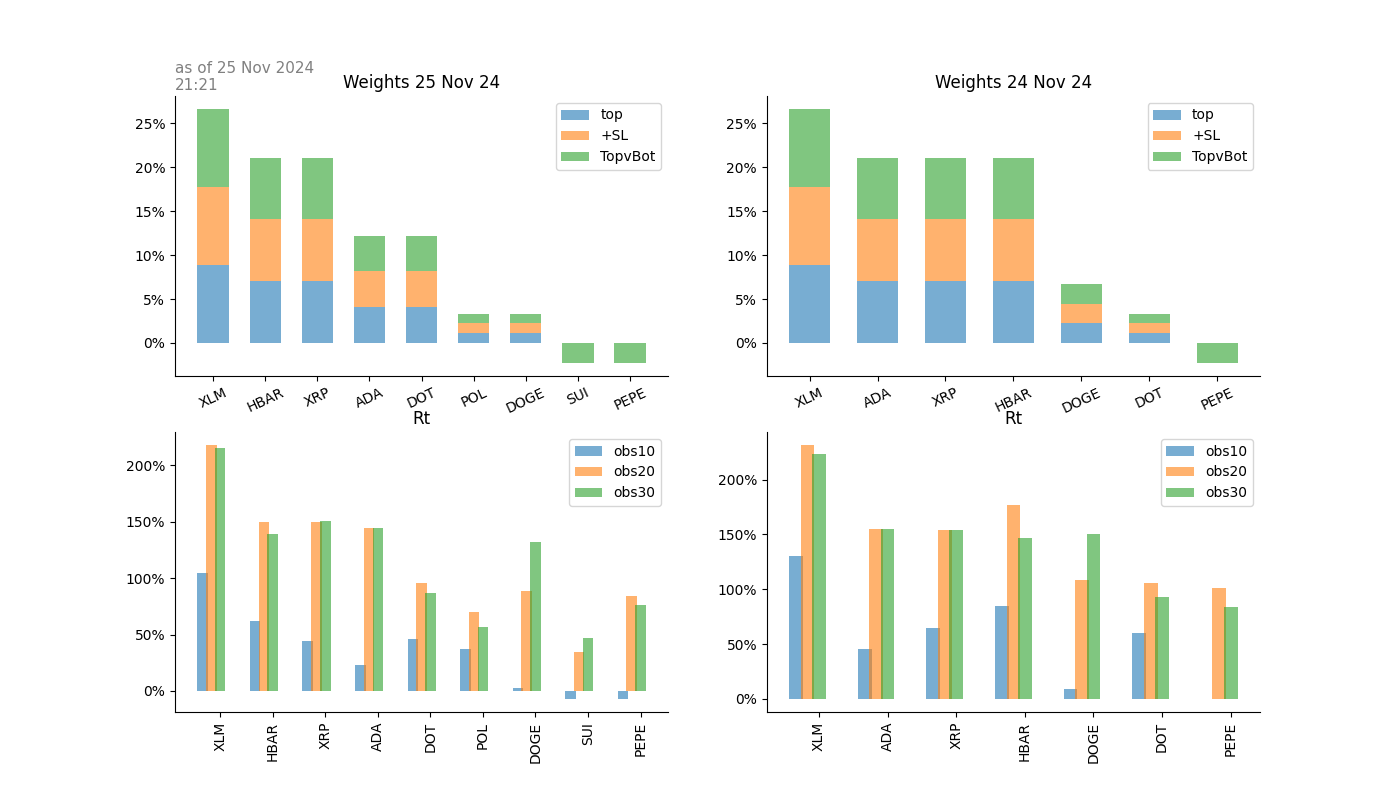 as of 25 Nov 2024
21:21
Weights 25 Nov 24
25%
20%
15%
10%
5%
0%
top
+SL
TopvBot
XLM HBAR XRP ADA DOT POL DOGE SUI PEPE
Weights 24 Nov 24
25%
20%
15%
10%
5%
0%
top
+SL
TopvBot
XLM ADA XRP HBAR DOGE DOT PEPE
Rt
200%
150%
100%
50%
0%
obs10
obs20
obs30
XLM HBAR XRP ADA DOT POL DOGE SUI PEPE
Rt
200%
150%
100%
50%
0%
obs10
obs20
obs30
XLM ADA XRP HBAR DOGE DOT PEPE